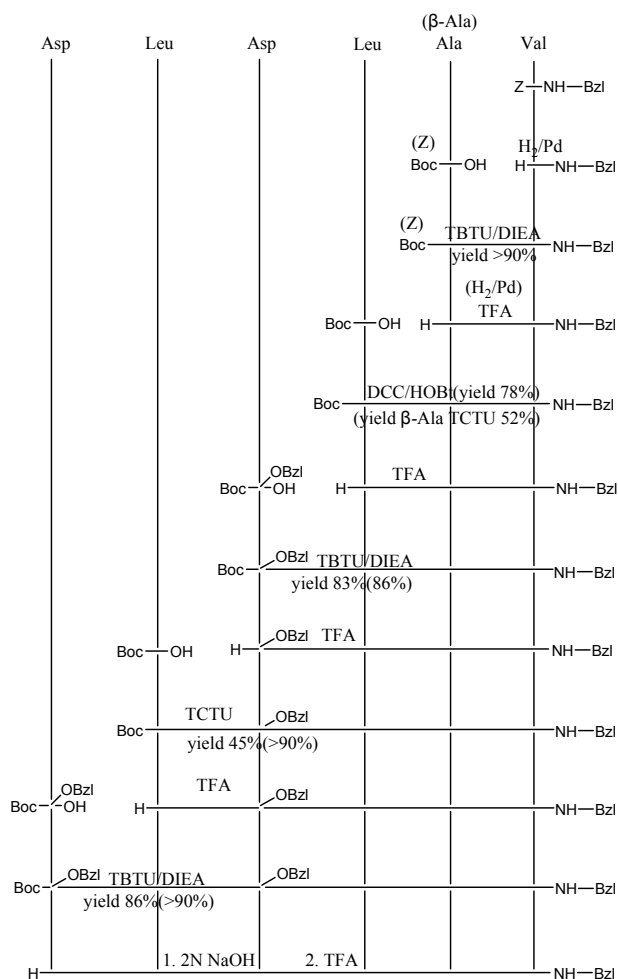 (β-Ala)
Asp Leu Asp Leu Ala Val
Z NH Bzl
(Z) H2/Pd
Boc OH H NH Bzl
(Z) TBTU/DIEA
Boc NH Bzl
yield >90%
(H2/Pd)
Boc OH H TFA NH Bzl
DCC/HOBt(yield 78%)
Boc NH Bzl
(yield β-Ala TCTU 52%)
OBzl TFA
Boc OH H NH Bzl
OBzl TBTU/DIEA
Boc NH Bzl
yield 83%(86%)
OBzl TFA
Boc OH H NH Bzl
TCTU OBzl
Boc NH Bzl
yield 45%(>90%)
OBzl TFA OBzl
Boc OH H NH Bzl
OBzl TBTU/DIEA OBzl
Boc NH Bzl
yield 86%(>90%)
1. 2N NaOH 2. TFA
H NH Bzl